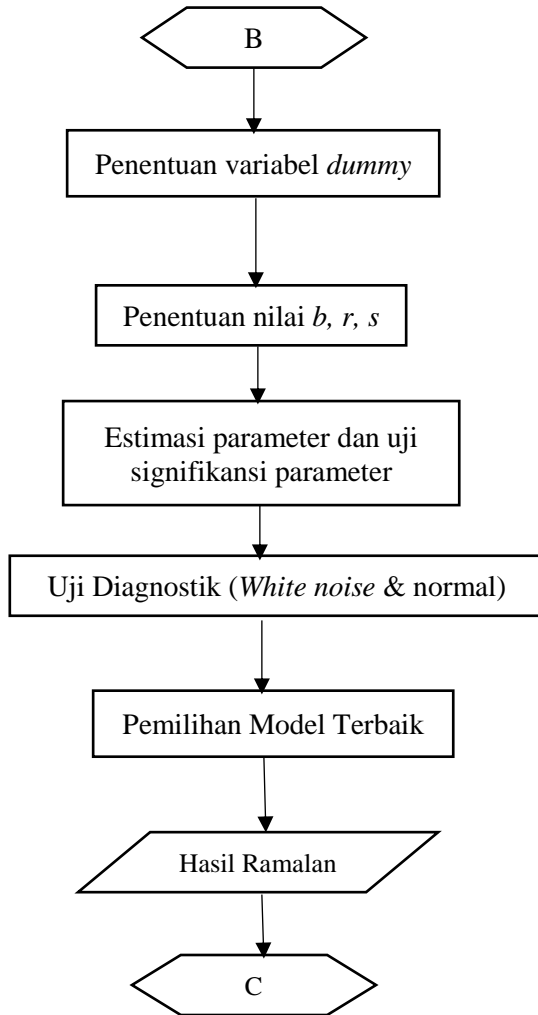 B
Penentuan variabel dummy
Penentuan nilai b, r, s
Estimasi parameter dan uji
signifikansi parameter
Uji Diagnostik (White noise & normal)
Pemilihan Model Terbaik
Hasil Ramalan
C